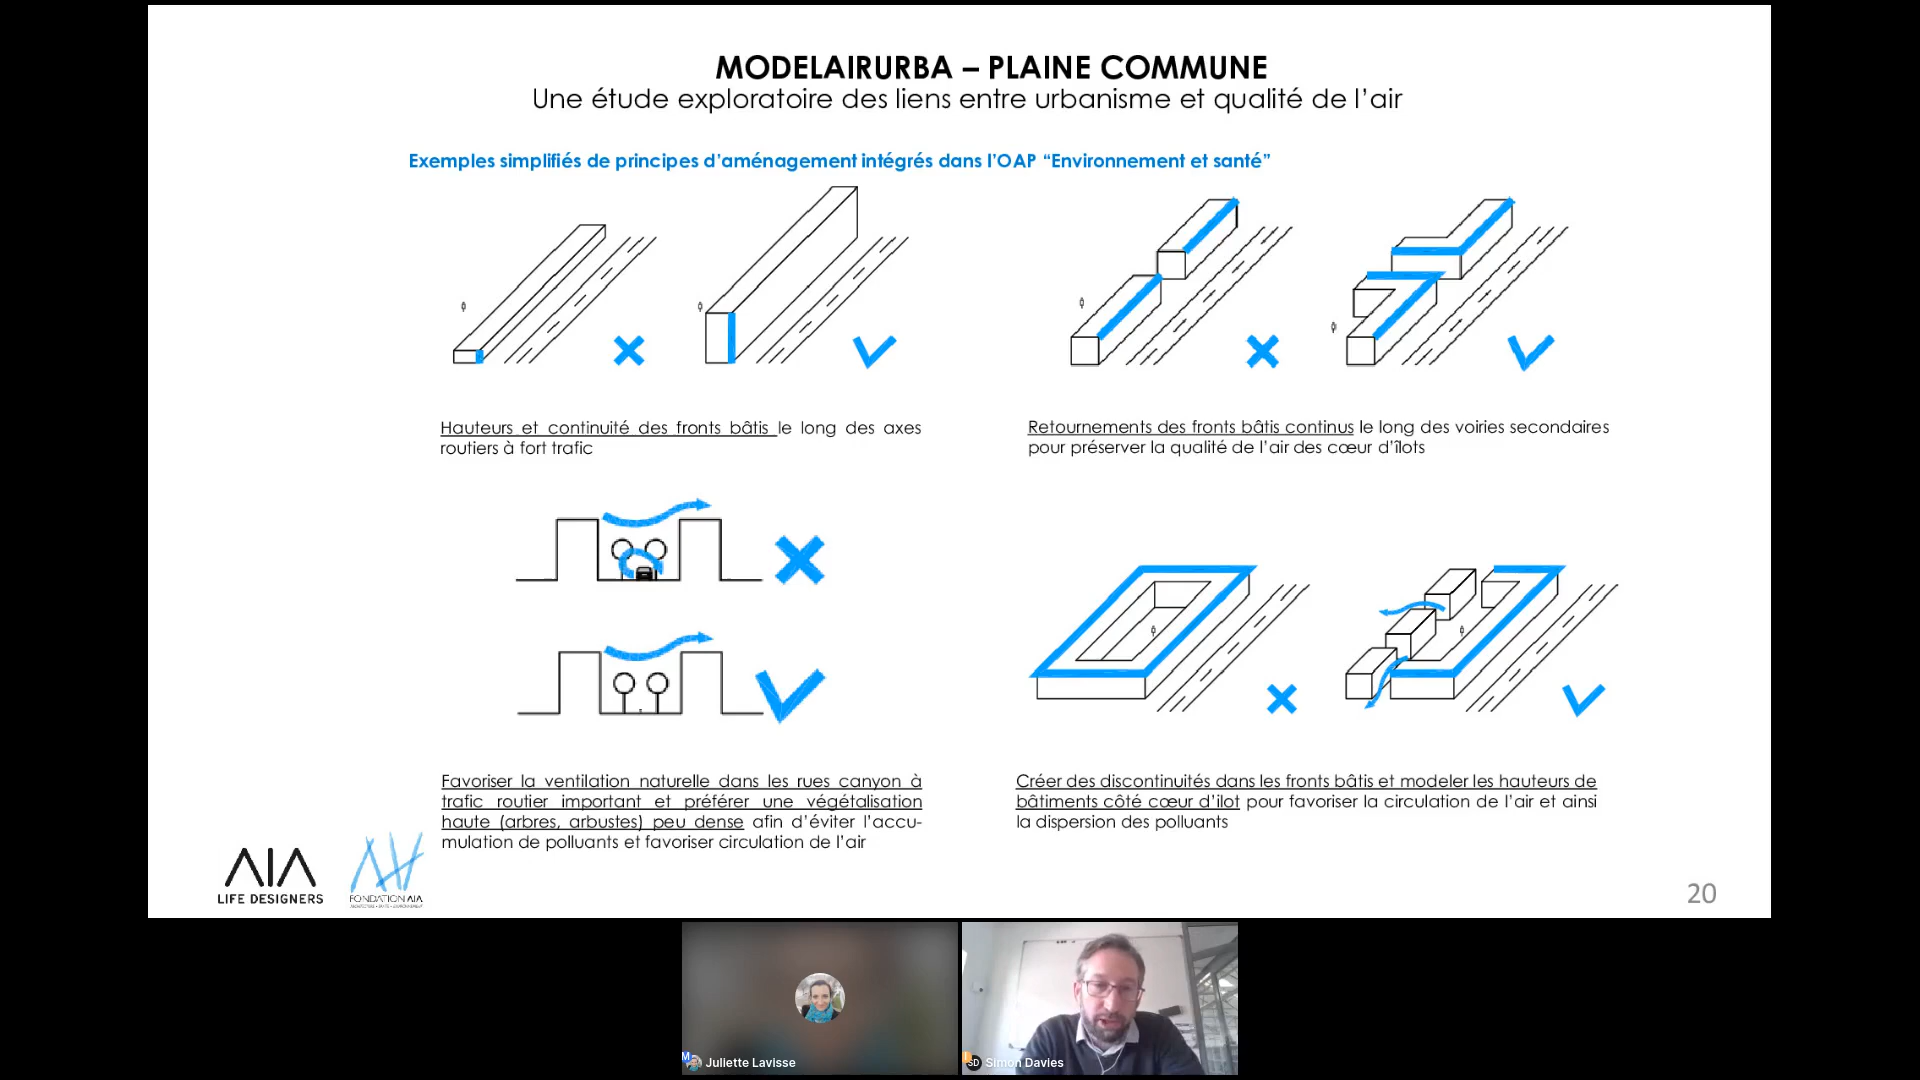 MODELAIRURBA – PLAINE COMMUNE
Une étude exploratoire des liens entre urbanisme et qualité de l’air
Exemples simplifiés de principes d’aménagement intégrés dans l’OAP “Environnement et santé”
Hauteurs et continuité des fronts bâtis le long des axes
routiers à fort trafic
Retournements des fronts bâtis continus le long des voiries secondaires
pour préserver la qualité de l’air des cœur d’îlots
Favoriser la ventilation naturelle dans les rues canyon à
trafic routier important et préférer une végétalisation
haute (arbres, arbustes) peu dense afin d’éviter l’accu-
mulation de polluants et favoriser circulation de l’air
Créer des discontinuités dans les fronts bâtis et modeler les hauteurs de
bâtiments côté cœur d’ilot pour favoriser la circulation de l’air et ainsi
la dispersion des polluants
AIA
LIFE DESIGNERS
FONDATION AIA
20
M
Juliette Lavisse
SD
Simon Davies